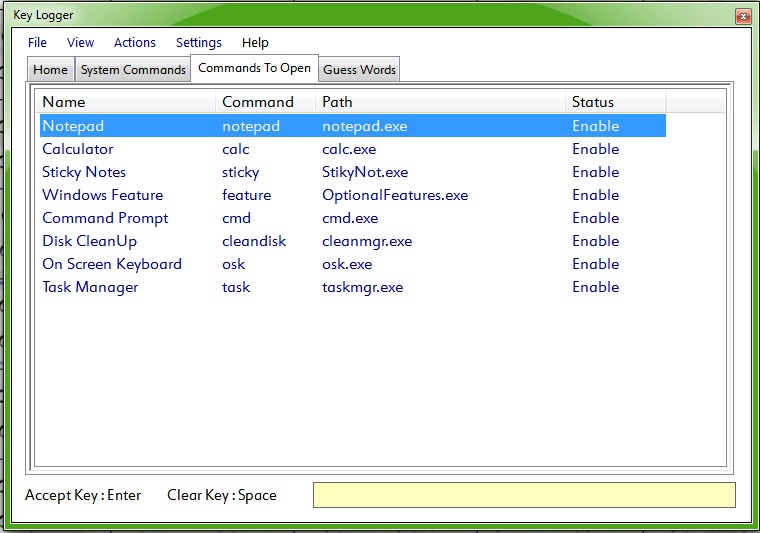 Key Logger
File View Actions Settings Help
Home System Commands Commands To Open Guess Words
Name Command Path Status
Notepad notepad notepad.exe Enable
Calculator calc calc.exe Enable
Sticky Notes sticky StikyNot.exe Enable
Windows Feature feature OptionalFeatures.exe Enable
Command Prompt cmd cmd.exe Enable
Disk CleanUp cleandisk cleanmgr.exe Enable
On Screen Keyboard osk osk.exe Enable
Task Manager task taskmgr.exe Enable
Accept Key : Enter Clear Key : Space